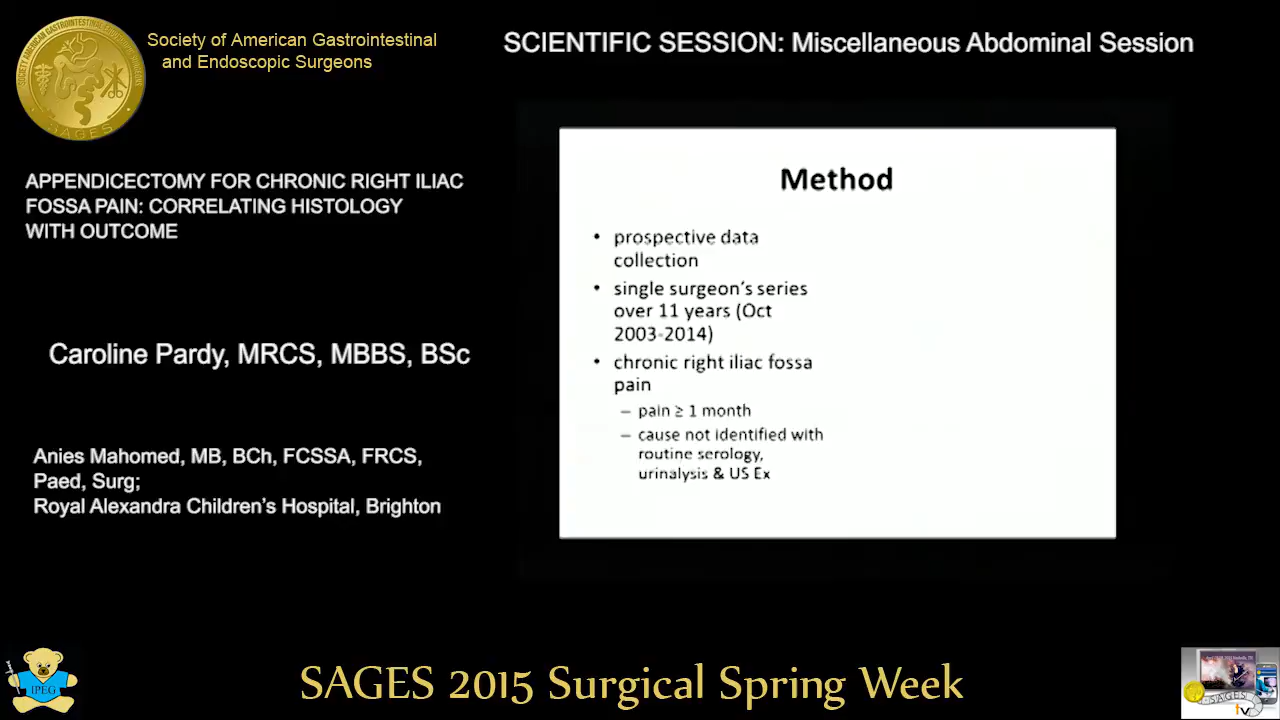 Society of American Gastrointestinal
and Endoscopic Surgeons
SCIENTIFIC SESSION: Miscellaneous Abdominal Session
SAGES
APPENDICECTOMY FOR CHRONIC RIGHT ILIAC
FOSSA PAIN: CORRELATING HISTOLOGY
WITH OUTCOME
Caroline Pardy, MRCS, MBBS, BSc
Anies Mahomed, MB, BCh, FCSSA, FRCS,
Paed, Surg;
Royal Alexandra Children's Hospital, Brighton
Method
• prospective data
collection
• single surgeon's series
over 11 years (Oct
2003-2014)
• chronic right iliac fossa
pain
– pain ≥ 1 month
– cause not identified with
routine serology,
urinalysis & US Ex
IPEG
SAGES 2015 Surgical Spring Week
SAGES
tv